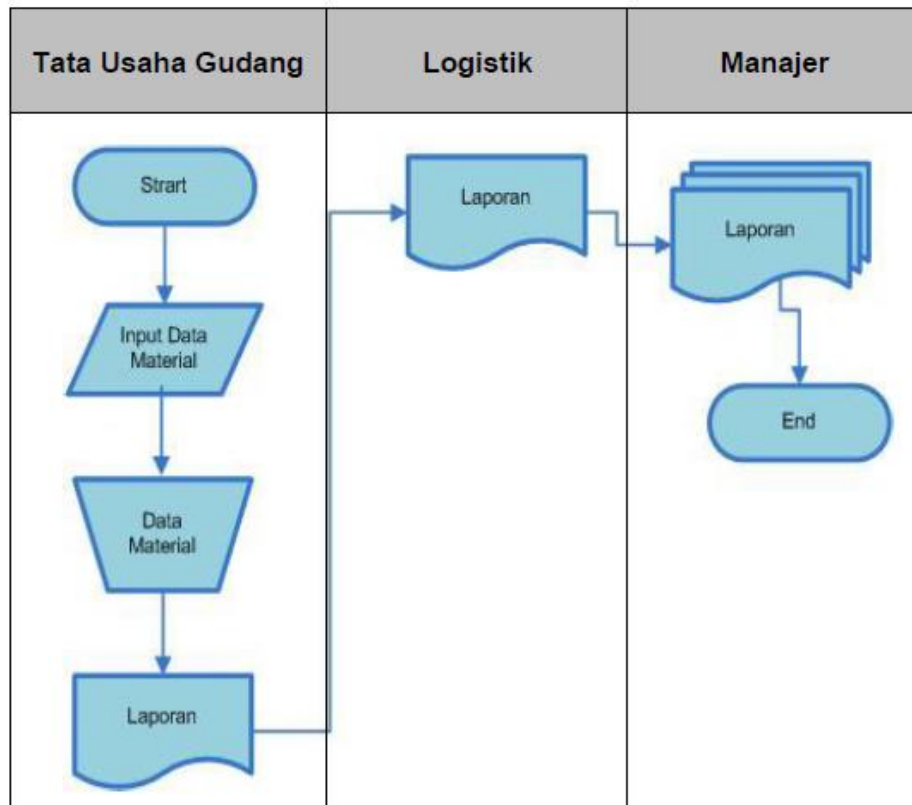 Tata Usaha Gudang
Logistik
Manajer
Strart
Input Data
Material
Data
Material
Laporan
Laporan
Laporan
End